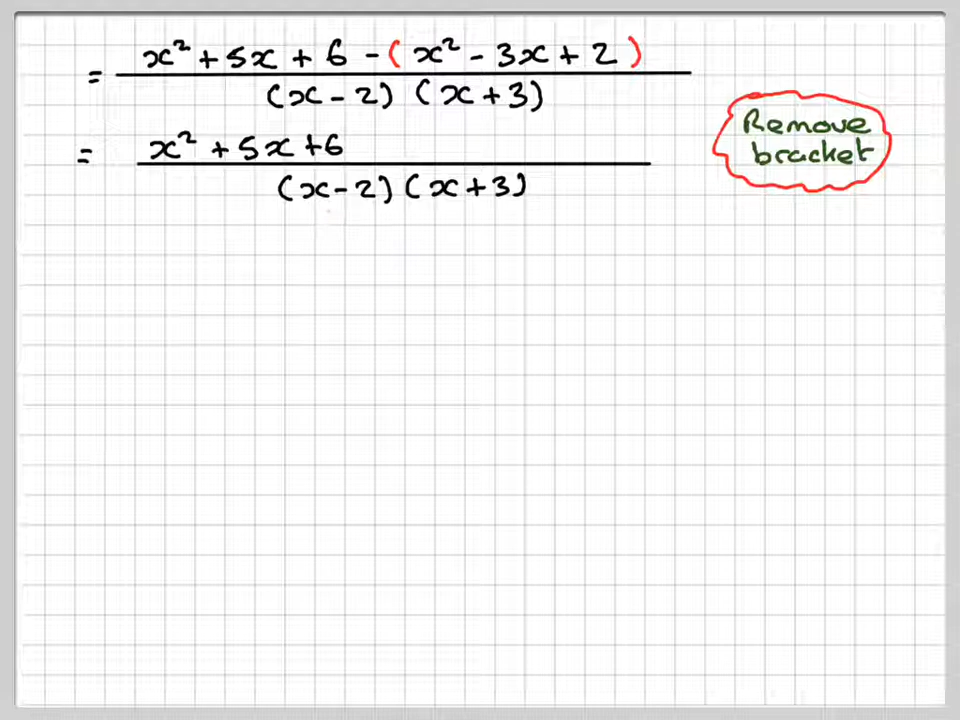 = x² + 5x + 6 - ( x² - 3x + 2 )
(x - 2) (x + 3)
Remove
bracket
= x² + 5x + 6
(x - 2) (x + 3)